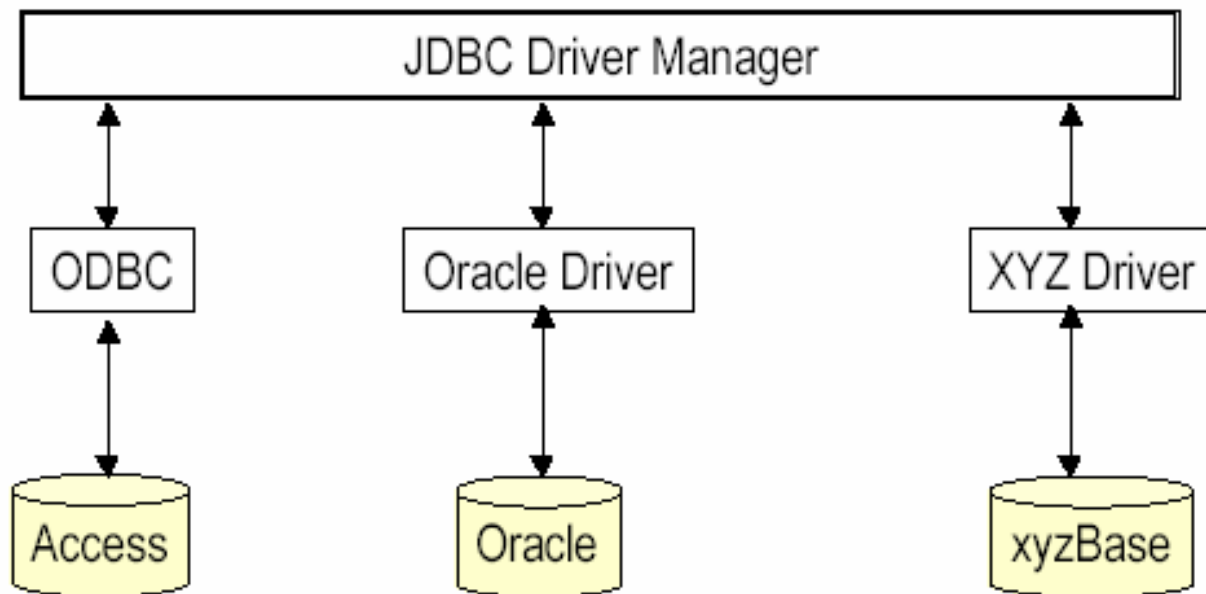 JDBC Driver Manager
ODBC
Oracle Driver
XYZ Driver
Access
Oracle
xyzBase